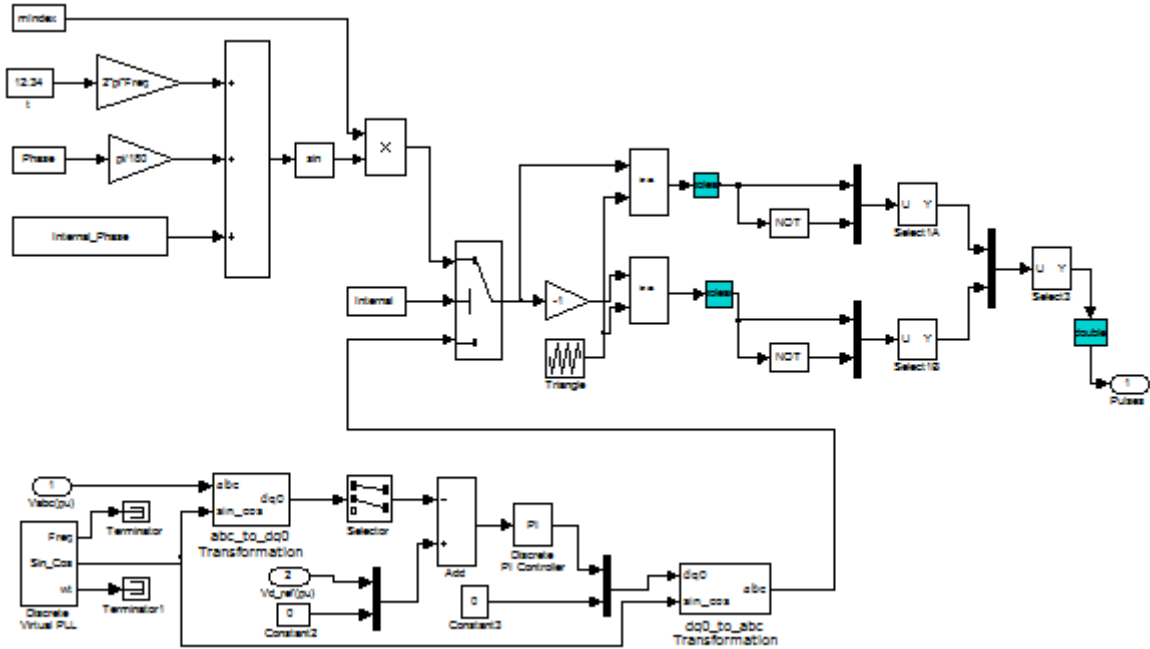 mIndex
12:34
t
2*pi*Freq
Phase
pi/180
Internal_Phase
+
+
+
sin
×
Internal
-1
Triangle
NOT
NOT
U Y
Select1A
U Y
Select1B
U Y
Select2
double
1
Pulses
1
Vabc(pu)
Freq
Sin_Cos
wt
Discrete
Virtual PLL
Terminator
Terminator1
abc
sin_cos
dq0
abc_to_dq0
Transformation
Selector
2
Vd_ref(pu)
0
Constant2
-
+
Add
PI
Discrete
PI Controller
0
Constant3
dq0
sin_cos
abc
dq0_to_abc
Transformation